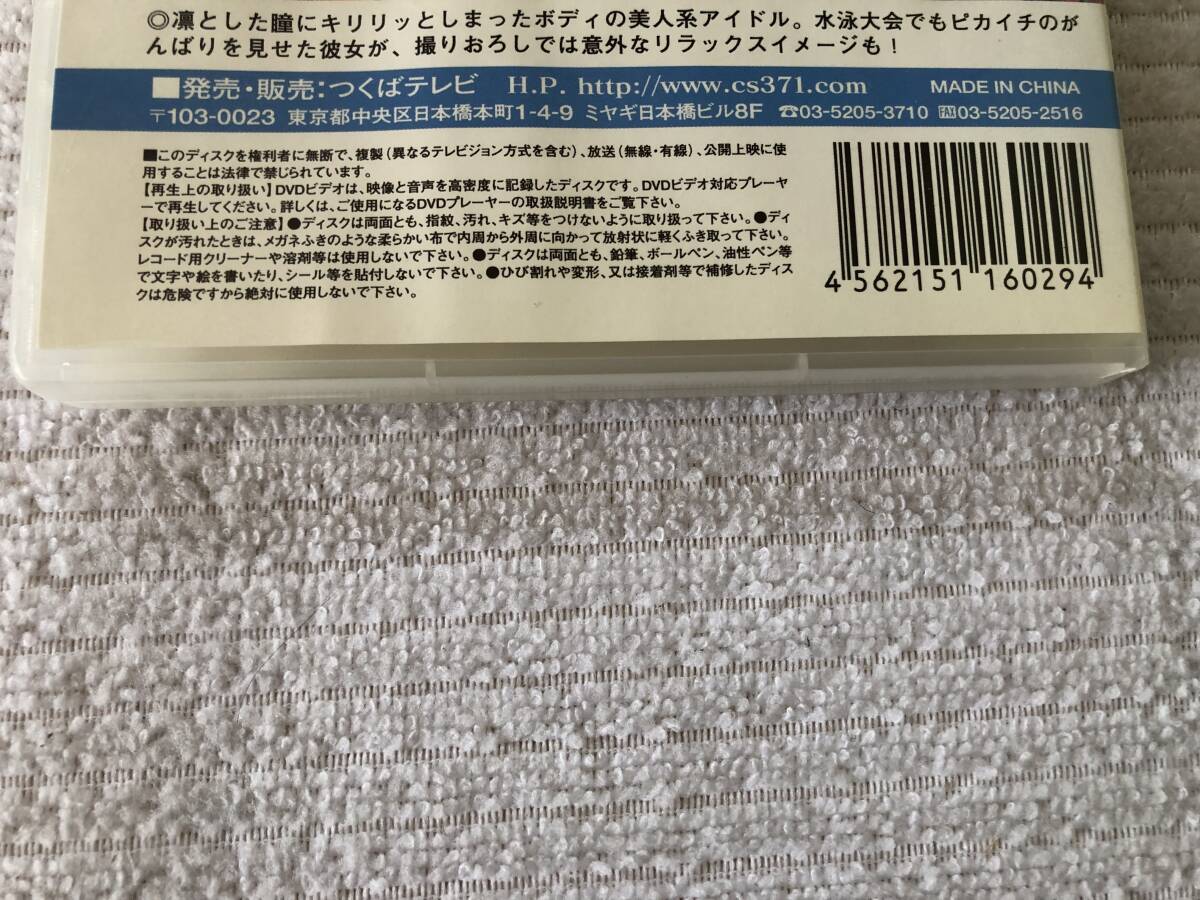 ◎凛とした瞳にキリリッとしまったボディの美人系アイドル。水泳大会でもピカイチのが
んばりを見せた彼女が、撮りおろしでは意外なリラックスイメージも！
■発売・販売：つくばテレビ H.P. http://www.cs371.com MADE IN CHINA
〒103-0023 東京都中央区日本橋本町1-4-9 ミヤギ日本橋ビル8F ☎03-5205-3710 FAX03-5205-2516
■このディスクを権利者に無断で、複製（異なるテレビジョン方式を含む）、放送（無線・有線）、公開上映に使
用することは法律で禁じられています。
【再生上の取り扱い】DVDビデオは、映像と音声を高密度に記録したディスクです。DVDビデオ対応プレーヤ
ーで再生してください。詳しくは、ご使用になるDVDプレーヤーの取扱説明書をご覧下さい。
【取り扱い上のご注意】●ディスクは両面とも、指紋、汚れ、キズ等をつけないように取り扱って下さい。●ディ
スクが汚れたときは、メガネふきのような柔らかい布で内周から外周に向かって放射状に軽くふき取って下さい。
レコード用クリーナーや溶剤等は使用しないで下さい。●ディスクは両面とも、鉛筆、ボールペン、油性ペン等
で文字や絵を書いたり、シール等を貼付しないで下さい。●ひび割れや変形、又は接着剤等で補修したディス
クは危険ですから絶対に使用しないで下さい。
4 562151 160294